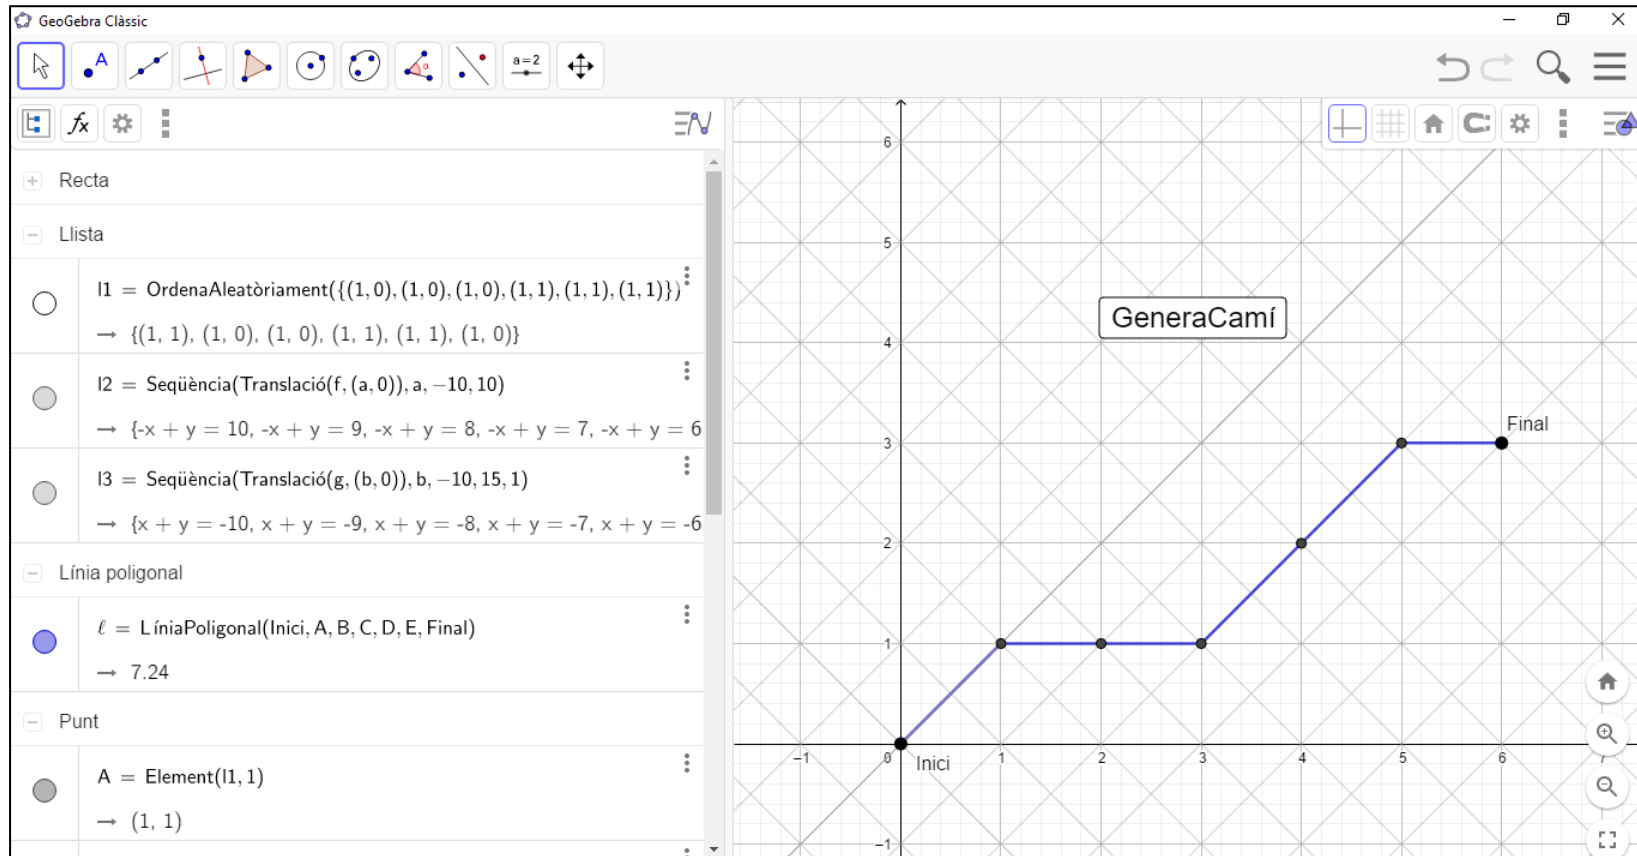 GeoGebra Clàssic
A
α
a=2
fx
Recta
Llista
l1 = OrdenaAleatòriament({(1, 0), (1, 0), (1, 0), (1, 1), (1, 1), (1, 1)})
→ {(1, 1), (1, 0), (1, 0), (1, 1), (1, 1), (1, 0)}
l2 = Seqüència(Translació(f, (a, 0)), a, −10, 10)
→ {-x + y = 10, -x + y = 9, -x + y = 8, -x + y = 7, -x + y = 6
l3 = Seqüència(Translació(g, (b, 0)), b, −10, 15, 1)
→ {x + y = -10, x + y = -9, x + y = -8, x + y = -7, x + y = -6
Línia poligonal
ℓ = LíniaPoligonal(Inici, A, B, C, D, E, Final)
→ 7.24
Punt
A = Element(l1, 1)
→ (1, 1)
6
5
GeneraCamí
4
Final
3
2
1
−1 0 1 2 3 4 5 6 7
Inici
−1